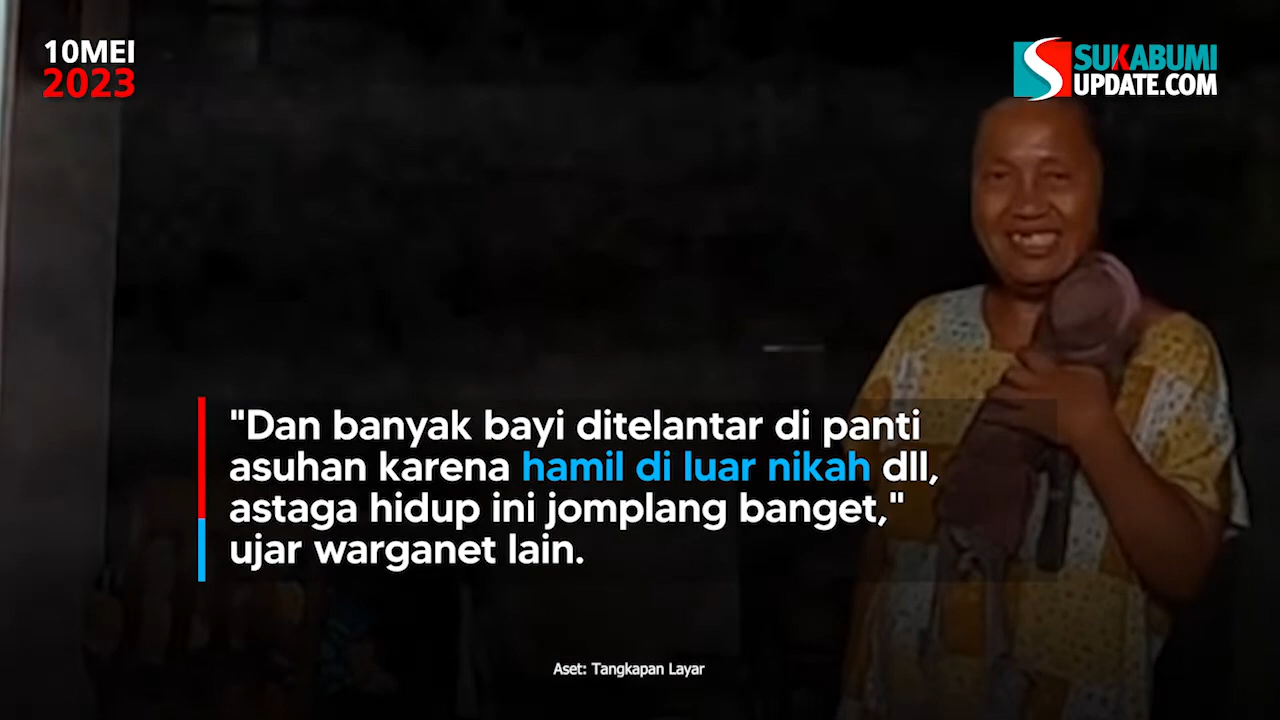 10MEI
2023
SUKABUMI
UPDATE.COM
"Dan banyak bayi ditelantar di panti
asuhan karena hamil di luar nikah dll,
astaga hidup ini jomplang banget,"
ujar warganet lain.
Aset: Tangkapan Layar